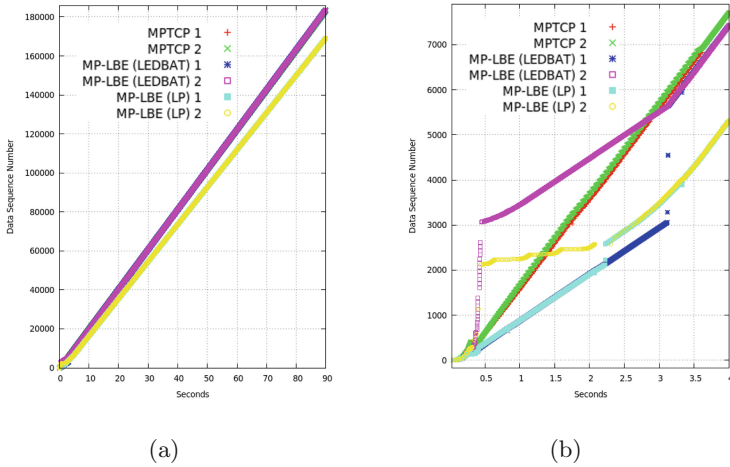 180000
160000
140000
120000
100000
80000
60000
40000
20000
0
Data Sequence Number
MPTCP 1
MPTCP 2
MP-LBE (LEDBAT) 1
MP-LBE (LEDBAT) 2
MP-LBE (LP) 1
MP-LBE (LP) 2
0 10 20 30 40 50 60 70 80 90
Seconds
(a)
7000
6000
5000
4000
3000
2000
1000
0
Data Sequence Number
MPTCP 1
MPTCP 2
MP-LBE (LEDBAT) 1
MP-LBE (LEDBAT) 2
MP-LBE (LP) 1
MP-LBE (LP) 2
0.5 1 1.5 2 2.5 3 3.5 4
Seconds
(b)